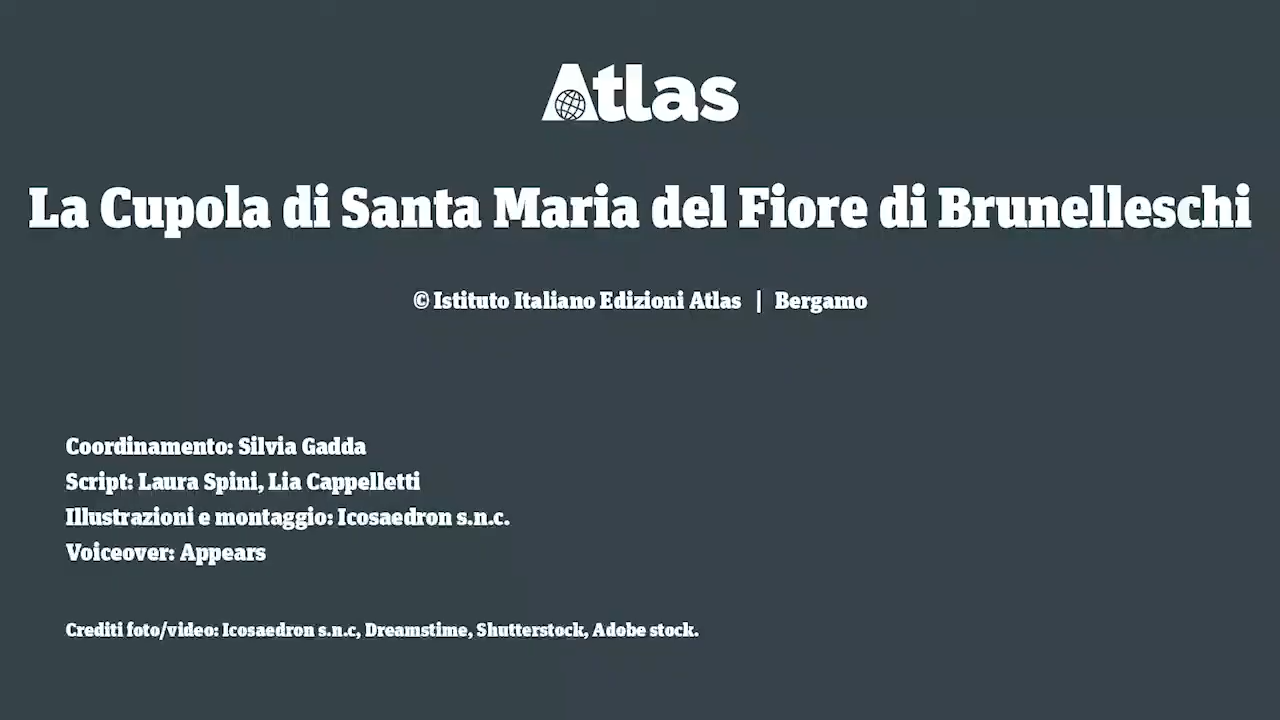 Atlas
La Cupola di Santa Maria del Fiore di Brunelleschi
© Istituto Italiano Edizioni Atlas | Bergamo
Coordinamento: Silvia Gadda
Script: Laura Spini, Lia Cappelletti
Illustrazioni e montaggio: Icosaedron s.n.c.
Voiceover: Appears
Crediti foto/video: Icosaedron s.n.c, Dreamstime, Shutterstock, Adobe stock.